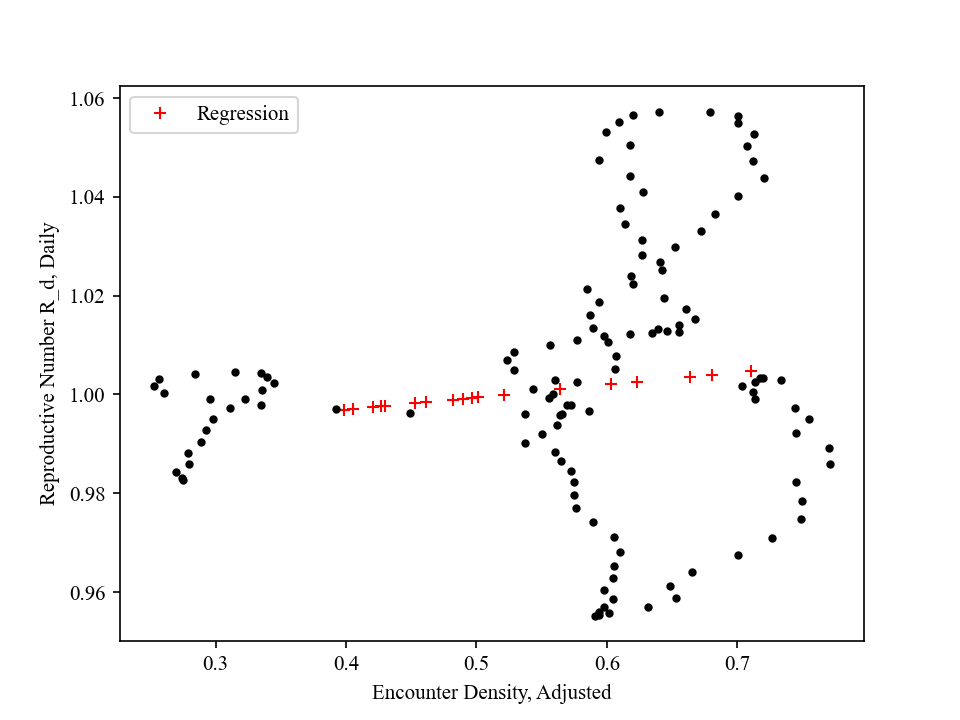 Regression
1.06
1.04
1.02
1.00
0.98
0.96
Reproductive Number R_d, Daily
0.3 0.4 0.5 0.6 0.7
Encounter Density, Adjusted